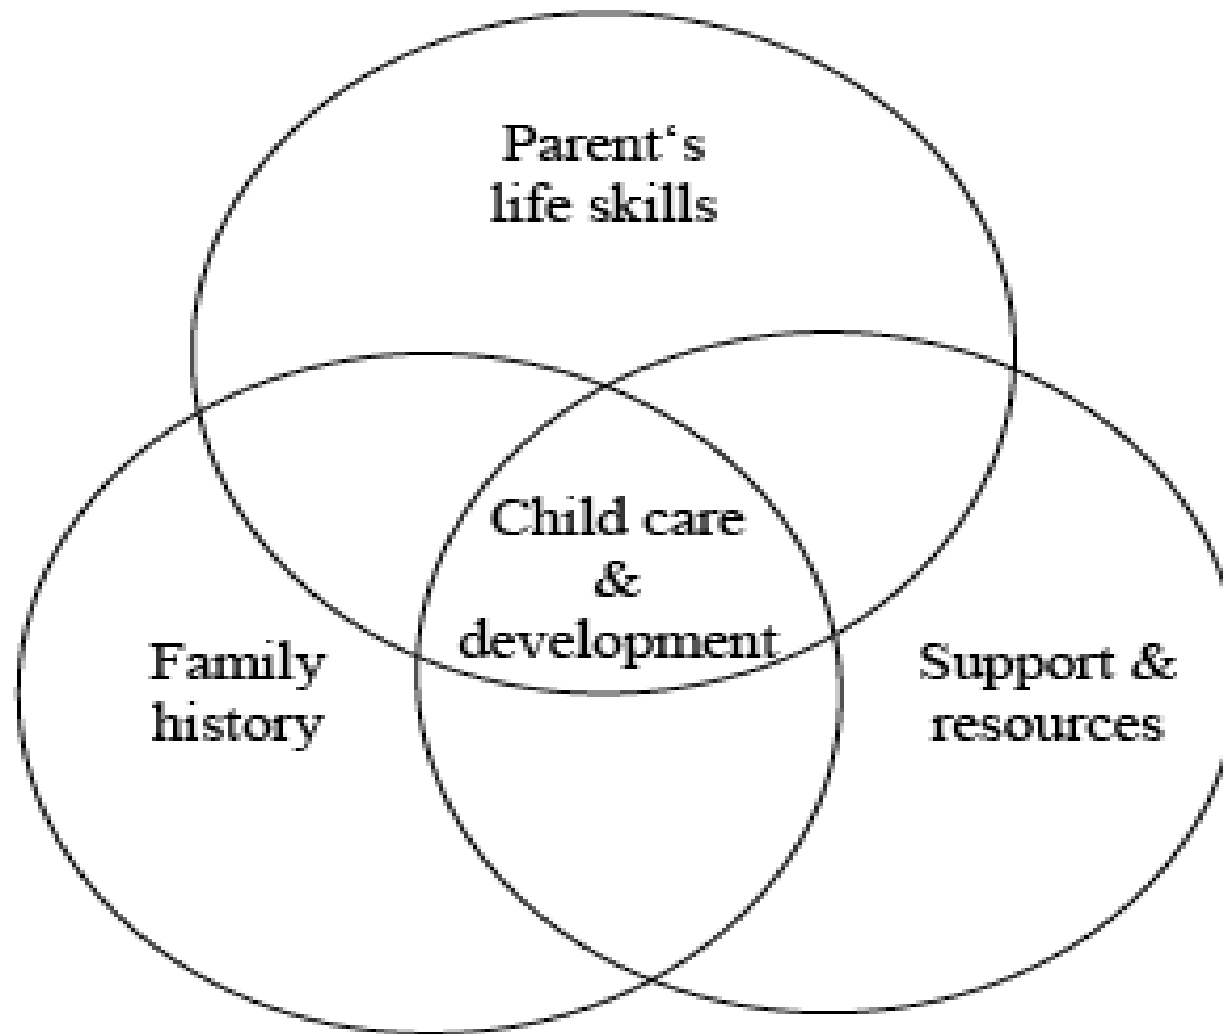 Parent‘s
life skills
Child care
&
development
Family
history
Support &
resources